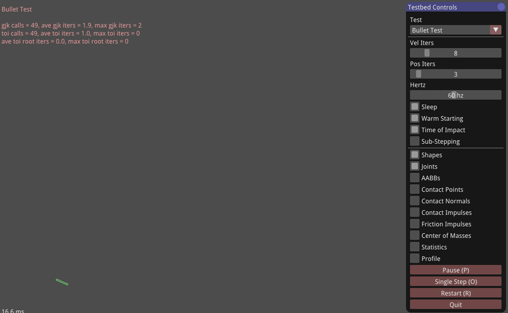 Bullet Test
gjk calls = 49, ave gjk iters = 1.9, max gjk iters = 2
toi calls = 49, ave toi iters = 1.0, max toi iters = 0
ave toi root iters = 0.0, max toi root iters = 0
16.6 ms
Testbed Controls
Test
Bullet Test
Vel Iters
8
Pos Iters
3
Hertz
60 hz
Sleep
Warm Starting
Time of Impact
Sub-Stepping
Shapes
Joints
AABBs
Contact Points
Contact Normals
Contact Impulses
Friction Impulses
Center of Masses
Statistics
Profile
Pause (P)
Single Step (O)
Restart (R)
Quit